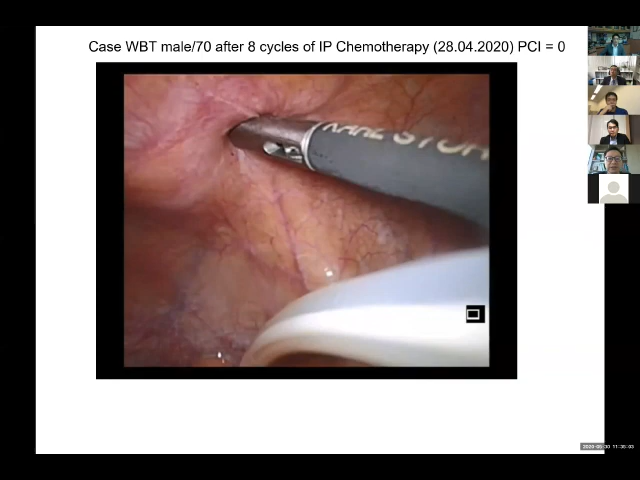 Case WBT male/70 after 8 cycles of IP Chemotherapy (28.04.2020) PCI = 0
KARL STOR